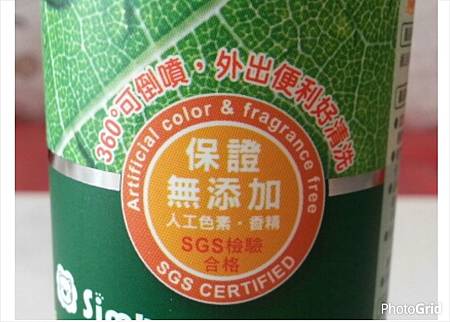 360°可倒噴，外出便利好清洗
Artificial color & fragrance free
保證
無添加
人工色素·香精
SGS檢驗
合格
SGS CERTIFIED
PhotoGrid